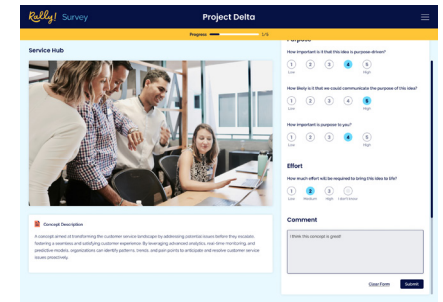 Rally! Survey
Project Delta
Progress 1/5
Service Hub
Concept Description
A concept aimed at transforming the customer service landscape by addressing potential issues before they escalate,
fostering a seamless and satisfying customer experience. By leveraging advanced analytics, real-time monitoring, and
predictive models, organizations can identify patterns, trends, and pain points to anticipate and resolve customer service
issues proactively.
Purpose
How important is it that this idea is purpose-driven?
1 2 3 4 5
Low High
How likely is it that we could communicate the purpose of this idea?
1 2 3 4 5
Low High
How important is purpose to you?
1 2 3 4 5
Low High
Effort
How much effort will be required to bring this idea to life?
1 2 3
Low Medium High I don't know
Comment
I think this concept is great!
Clear Form Submit